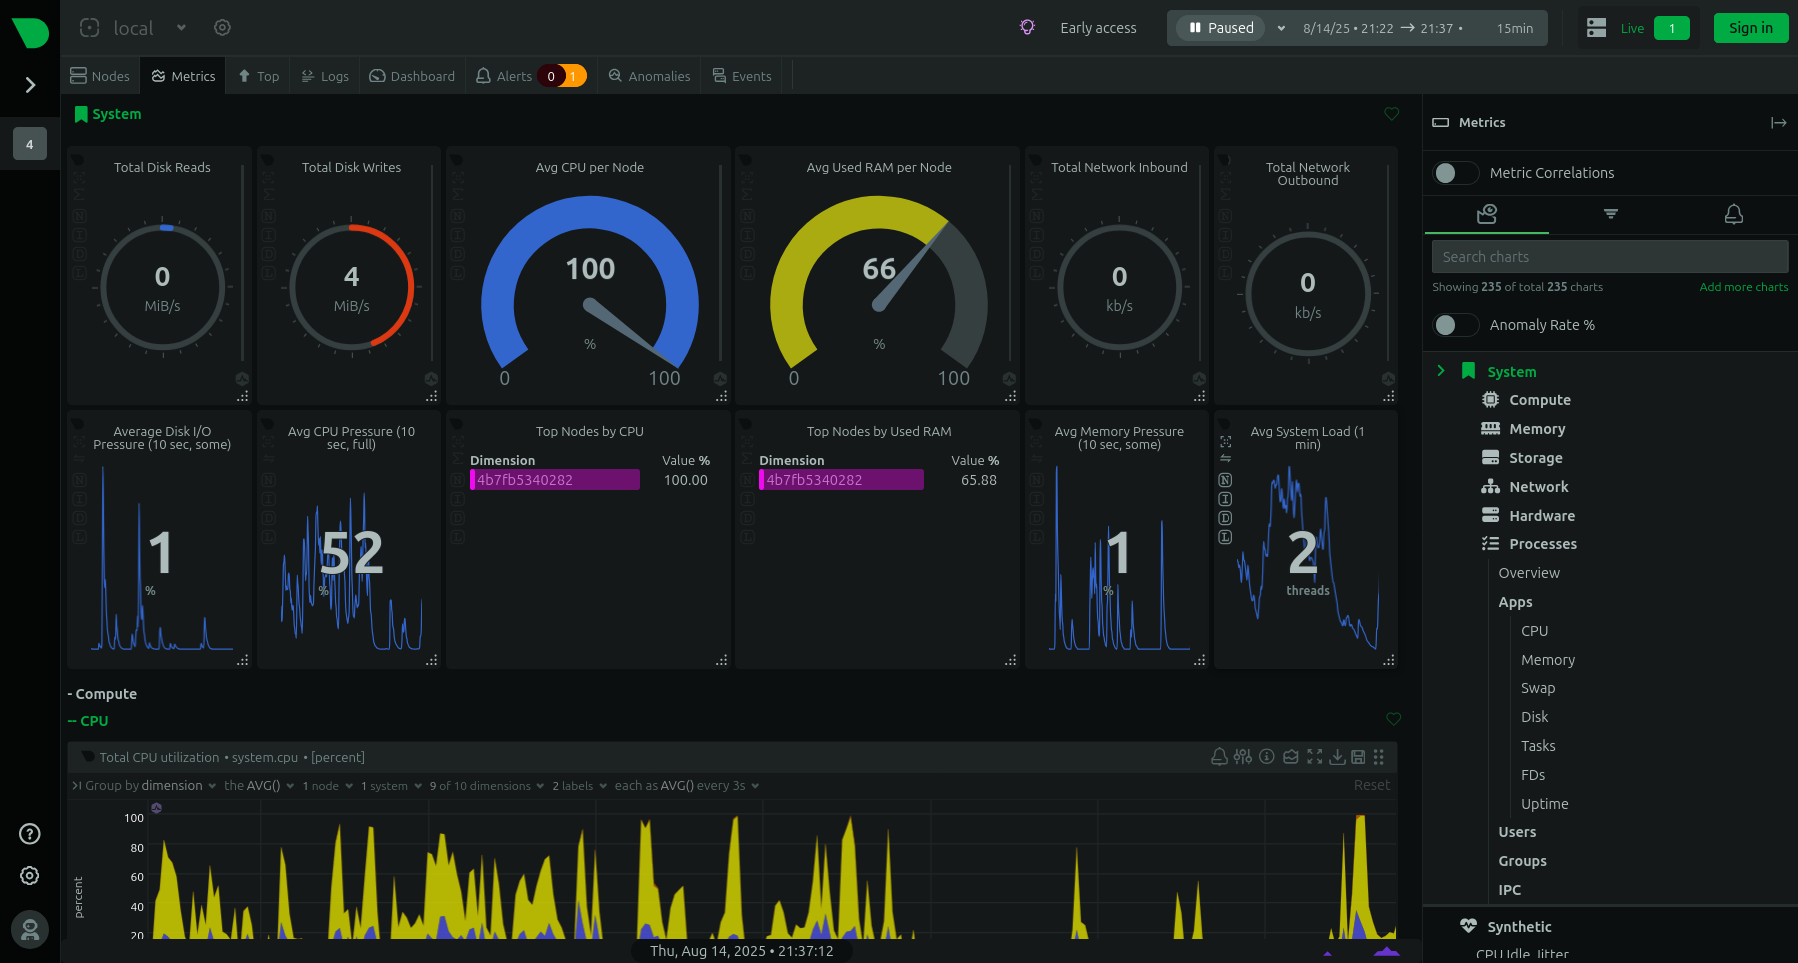 local
Early access
Paused
8/14/25 • 21:22 → 21:37 •
15min
Live
1
Sign in
Nodes
Metrics
Top
Logs
Dashboard
Alerts
0
1
Anomalies
Events
4
System
Total Disk Reads
0
MiB/s
Total Disk Writes
4
MiB/s
Avg CPU per Node
100
%
0
100
Avg Used RAM per Node
66
%
0
100
Total Network Inbound
0
kb/s
Total Network
Outbound
0
kb/s
Average Disk I/O
Pressure (10 sec, some)
1
%
Avg CPU Pressure (10
sec, full)
52
%
Top Nodes by CPU
Dimension
Value %
4b7fb5340282
100.00
Top Nodes by Used RAM
Dimension
Value %
4b7fb5340282
65.88
Avg Memory Pressure
(10 sec, some)
1
%
Avg System Load (1
min)
N
I
D
L
2
threads
- Compute
-- CPU
Total CPU utilization • system.cpu • [percent]
Group by dimension
the AVG()
1 node
1 system
9 of 10 dimensions
2 labels
each as AVG() every 3s
Reset
100
80
60
40
20
percent
Thu, Aug 14, 2025 • 21:37:12
Metrics
Metric Correlations
Search charts
Showing 235 of total 235 charts
Add more charts
Anomaly Rate %
System
Compute
Memory
Storage
Network
Hardware
Processes
Overview
Apps
CPU
Memory
Swap
Disk
Tasks
FDs
Uptime
Users
Groups
IPC
Synthetic
CPU Idle Jitter